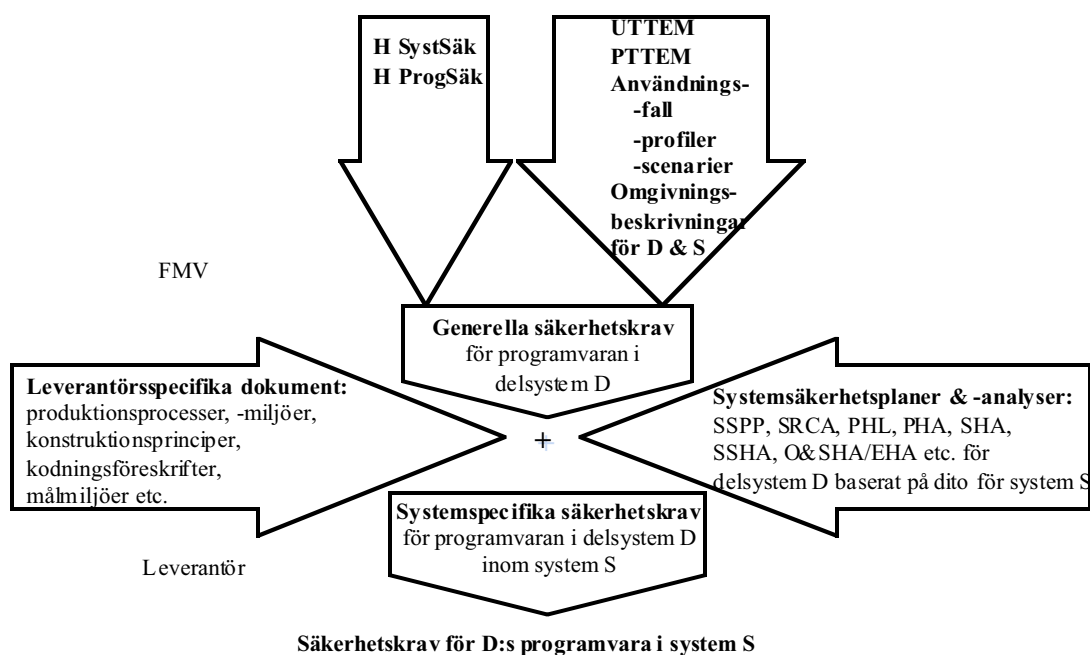 H SystSäk
H ProgSäk
UTTEM
PTTEM
Användnings-
-fall
-profiler
-scenarier
Omgivnings-
beskrivningar
för D & S
FMV
Generella säkerhetskrav
för programvaran i
delsystem D
Leverantörsspecifika dokument:
produktionsprocesser, -miljöer,
konstruktionsprinciper,
kodningsföreskrifter,
målmiljöer etc.
+
Systemsäkerhetsplaner & -analyser:
SSPP, SRCA, PHL, PHA, SHA,
SSHA, O&SHA/EHA etc. för
delsystem D baserat på dito för system S
Systemspecifika säkerhetskrav
för programvaran i delsystem D
inom system S
Leverantör
Säkerhetskrav för D:s programvara i system S